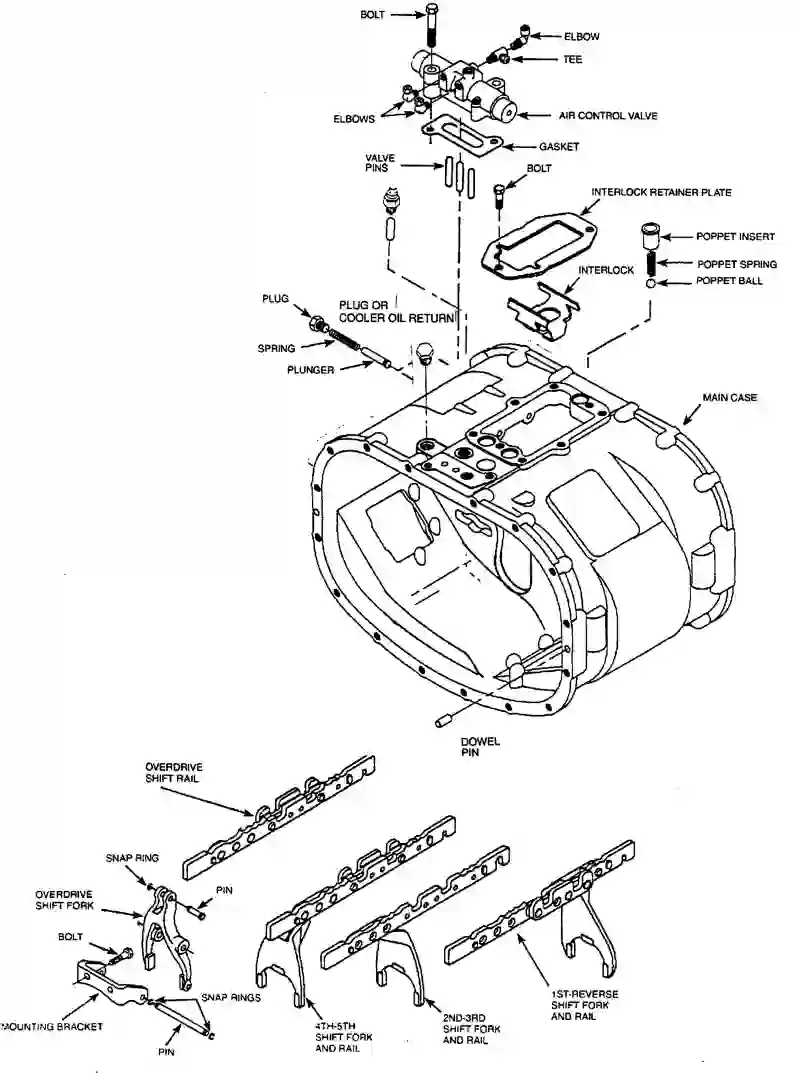 BOLT
ELBOW
TEE
ELBOWS
AIR CONTROL VALVE
GASKET
VALVE
PINS
BOLT
INTERLOCK RETAINER PLATE
POPPET INSERT
POPPET SPRING
INTERLOCK
POPPET BALL
PLUG
PLUG OR
COOLER OIL RETURN
SPRING
PLUNGER
MAIN CASE
DOWEL
PIN
OVERDRIVE
SHIFT RAIL
SNAP RING
PIN
OVERDRIVE
SHIFT FORK
BOLT
SNAP RINGS
MOUNTING BRACKET
PIN
4TH-5TH
SHIFT FORK
AND RAIL
2ND-3RD
SHIFT FORK
AND RAIL
1ST-REVERSE
SHIFT FORK
AND RAIL